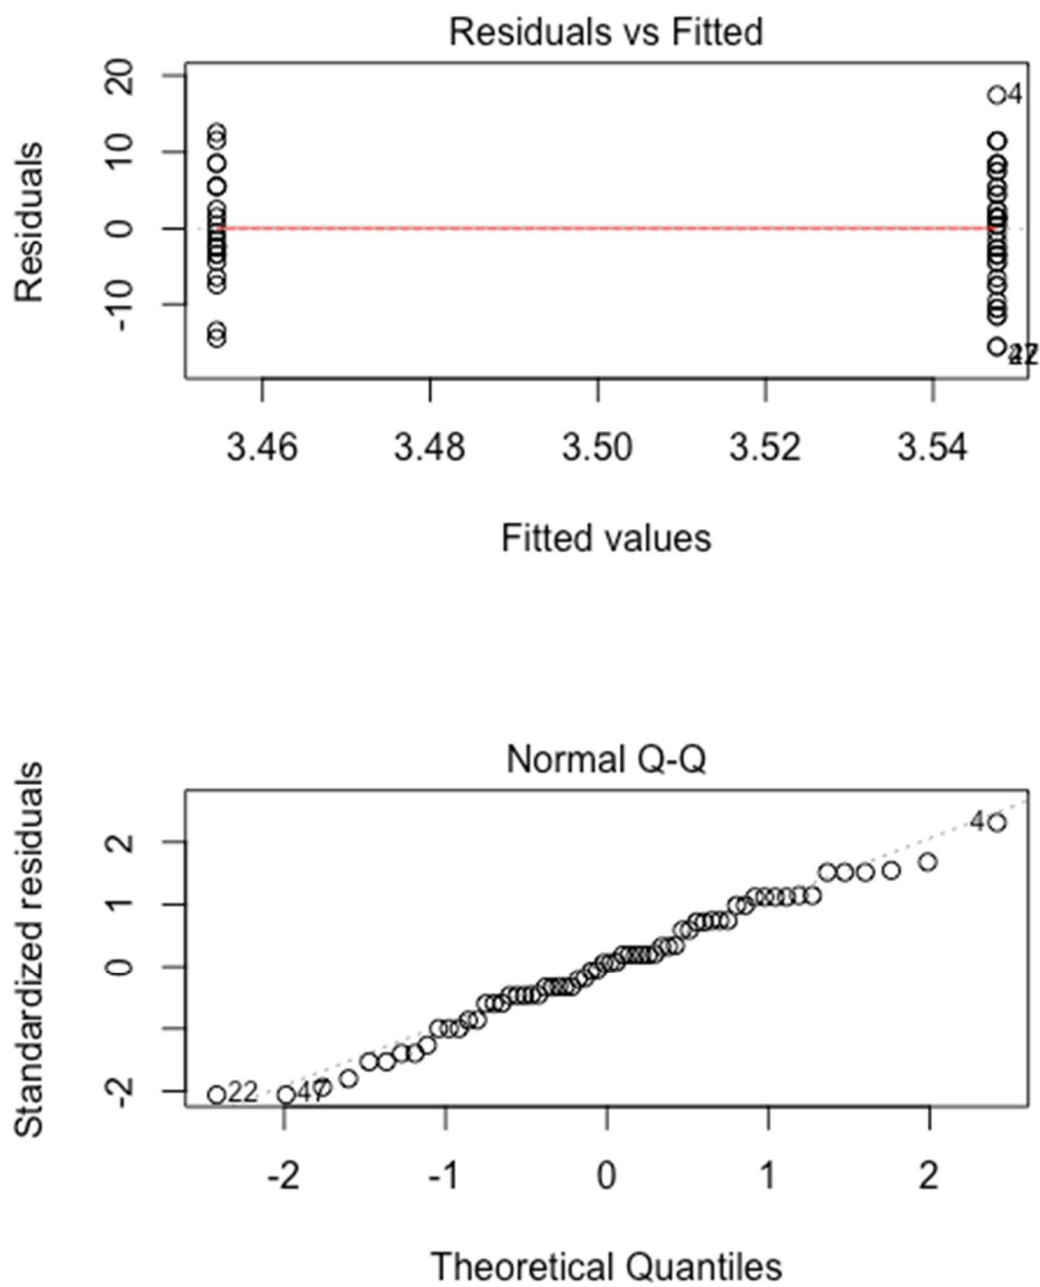 Residuals vs Fitted
Residuals
20
10
0
-10
4
3.46 3.48 3.50 3.52 3.54
Fitted values
Normal Q-Q
Standardized residuals
2
1
0
-2
4
22
47
-2 -1 0 1 2
Theoretical Quantiles